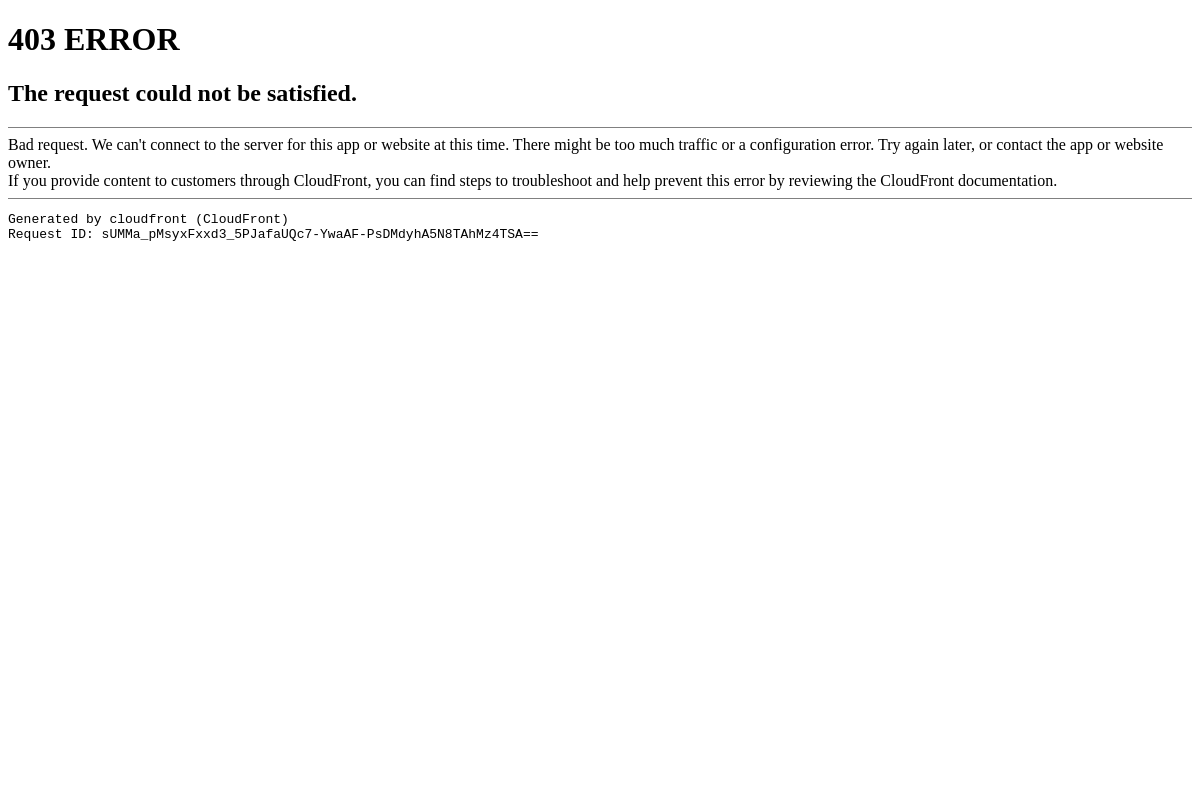 403 ERROR
The request could not be satisfied.
Bad request. We can't connect to the server for this app or website at this time. There might be too much traffic or a configuration error. Try again later, or contact the app or website
owner.
If you provide content to customers through CloudFront, you can find steps to troubleshoot and help prevent this error by reviewing the CloudFront documentation.
Generated by cloudfront (CloudFront)
Request ID: sUMMa_pMsyxFxxd3_5PJafaUQc7-YwaAF-PsDMdyhA5N8TAhMz4TSA==